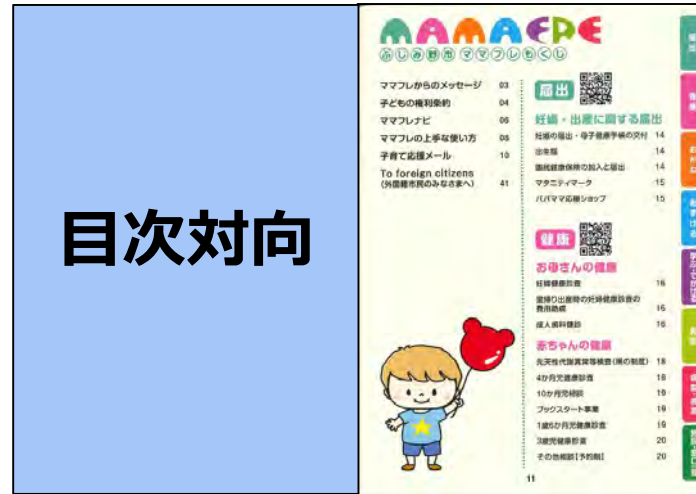 目次対向
MAMAFRE
ふじみ野市 ママフレもくじ
ママフレからのメッセージ 03
子どもの権利条約 04
ママフレナビ 06
ママフレの上手な使い方 08
子育て応援メール 10
To foreign citizens
(外国籍市民のみなさまへ) 41
届出
妊娠・出産に関する届出
妊娠の届出・母子健康手帳の交付 14
出生届 14
国民健康保険の加入と届出 14
マタニティマーク 15
パパママ応援ショップ 15
健康
お母さんの健康
妊婦健康診査 16
里帰り出産時の妊婦健康診査の
費用助成 16
成人歯科健診 16
赤ちゃんの健康
先天性代謝異常等検査(県の制度) 18
4か月児健康診査 18
10か月児相談 19
ブックスタート事業 19
1歳6か月児健康診査 19
3歳児健康診査 20
その他相談【予約制】 20
11
届出
健康
あずける